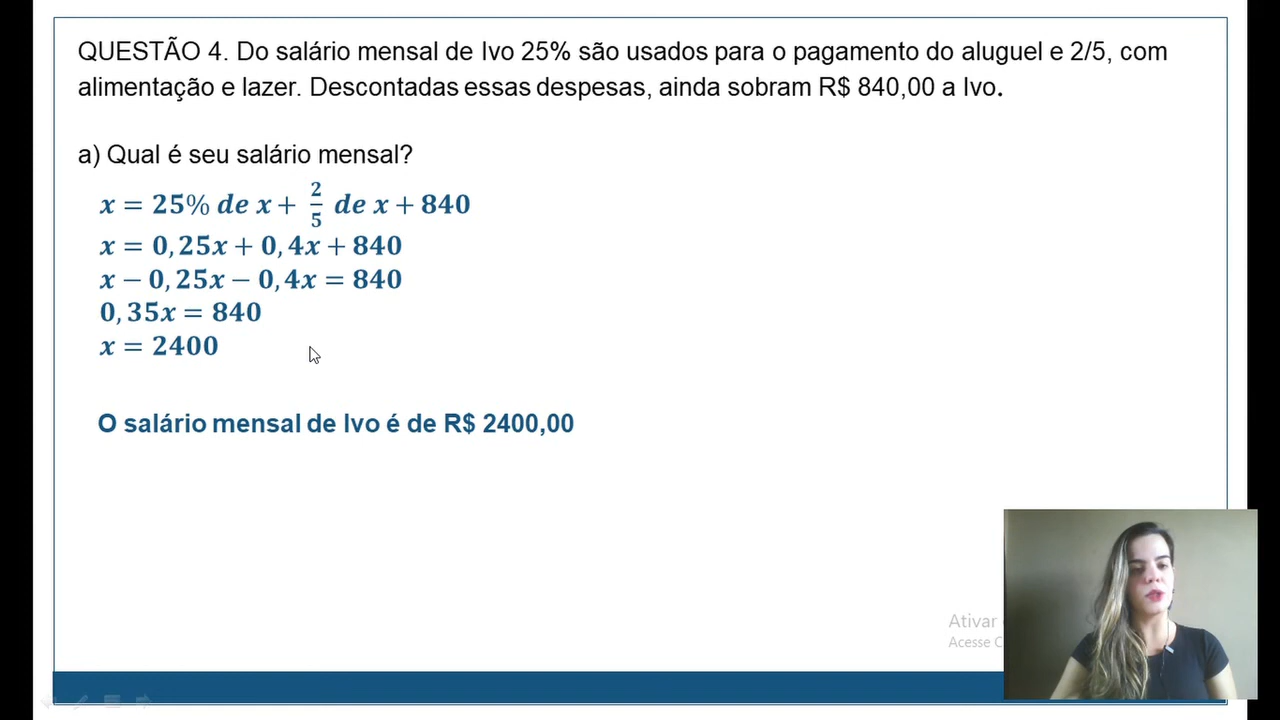 QUESTÃO 4. Do salário mensal de Ivo 25% são usados para o pagamento do aluguel e 2/5, com
alimentação e lazer. Descontadas essas despesas, ainda sobram R$ 840,00 a Ivo.
a) Qual é seu salário mensal?
x = 25% de x + 2/5 de x + 840
x = 0,25x + 0,4x + 840
x − 0,25x − 0,4x = 840
0,35x = 840
x = 2400
O salário mensal de Ivo é de R$ 2400,00
Ativar
Acesse C